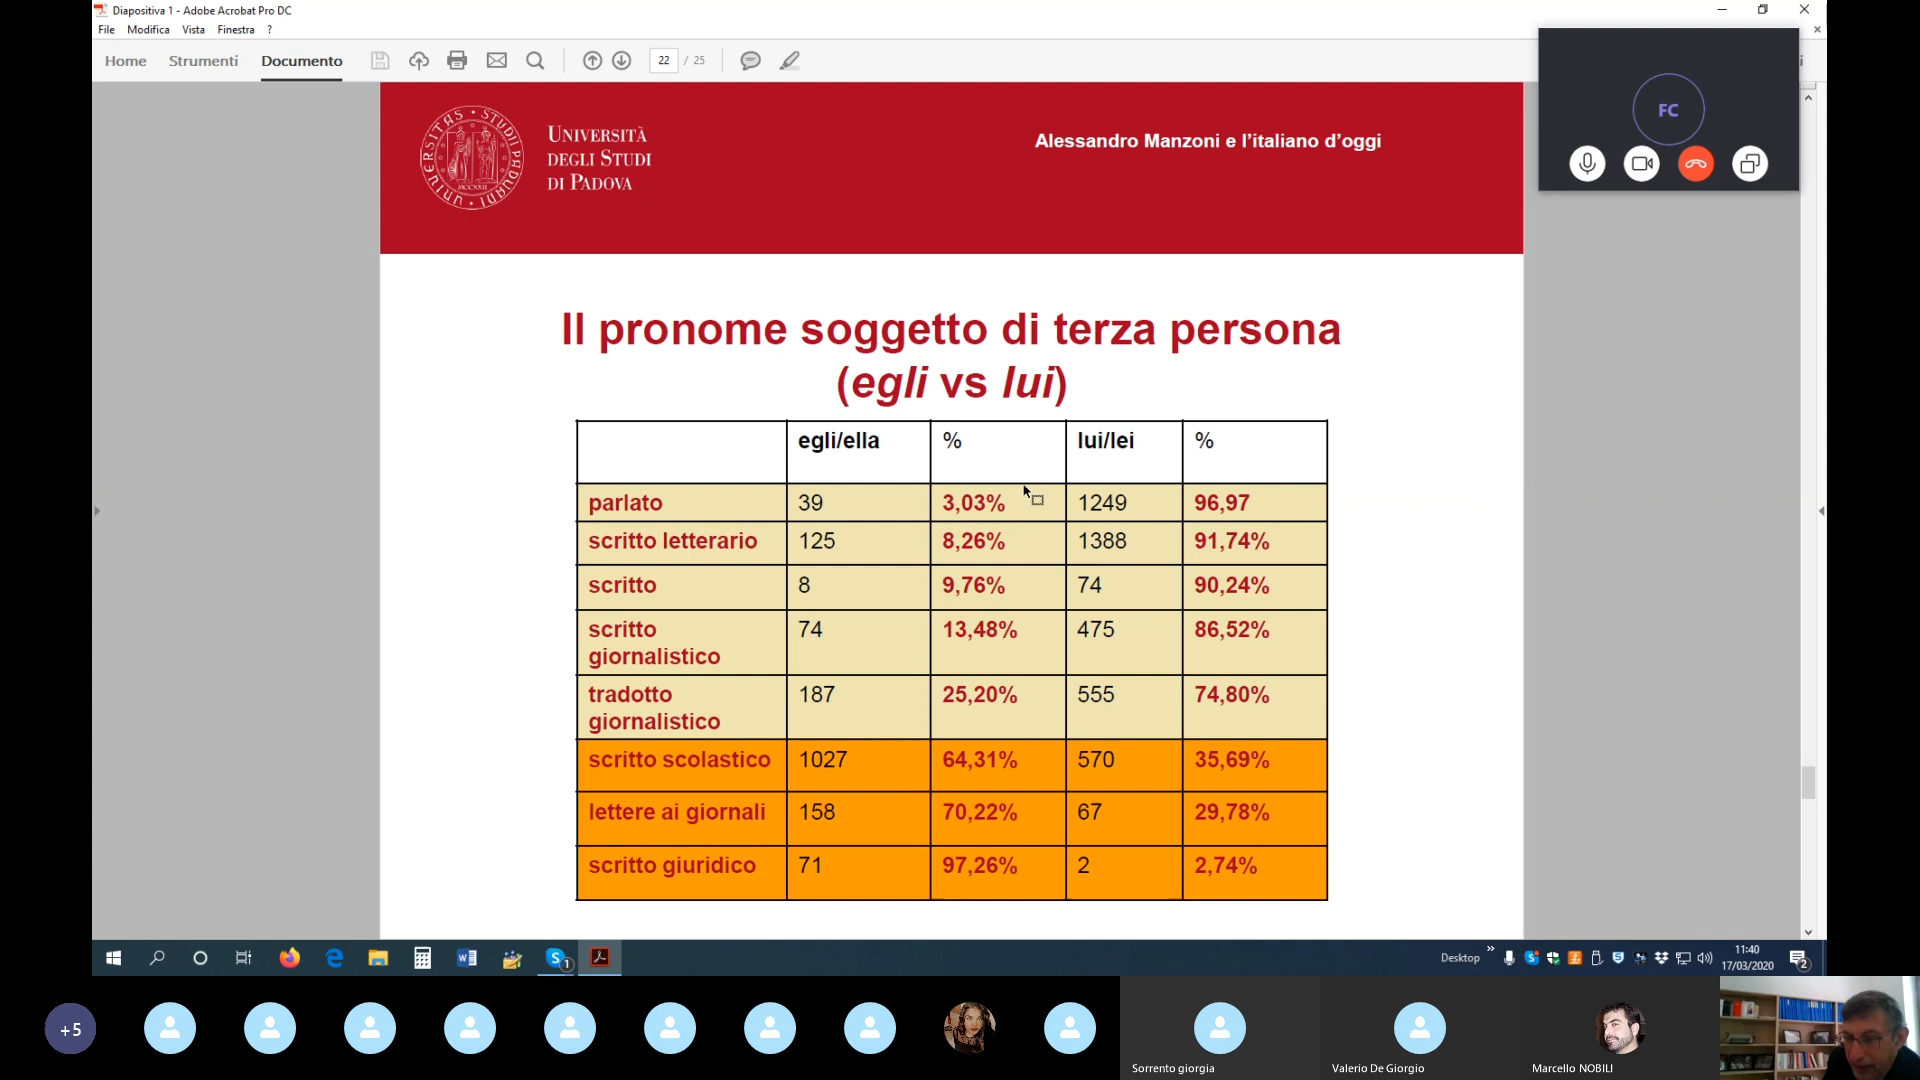 Diapositiva 1 - Adobe Acrobat Pro DC
File Modifica Vista Finestra ?
Home Strumenti Documento 22 / 25
FC
UNIVERSITAS STUDII PADUANI
MCCXXII
UNIVERSITÀ
DEGLI STUDI
DI PADOVA
Alessandro Manzoni e l'italiano d'oggi
Il pronome soggetto di terza persona
(egli vs lui)
egli/ella % lui/lei %
parlato 39 3,03% 1249 96,97
scritto letterario 125 8,26% 1388 91,74%
scritto 8 9,76% 74 90,24%
scritto
giornalistico 74 13,48% 475 86,52%
tradotto
giornalistico 187 25,20% 555 74,80%
scritto scolastico 1027 64,31% 570 35,69%
lettere ai giornali 158 70,22% 67 29,78%
scritto giuridico 71 97,26% 2 2,74%
1
Desktop
11:40
17/03/2020
2
+5
Sorrento giorgia
Valerio De Giorgio
Marcello NOBILI